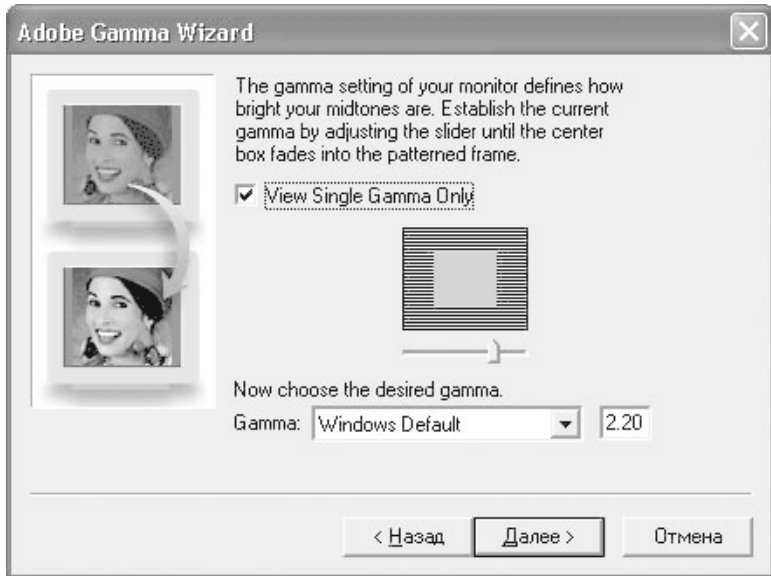 Adobe Gamma Wizard
The gamma setting of your monitor defines how
bright your midtones are. Establish the current
gamma by adjusting the slider until the center
box fades into the patterned frame.
View Single Gamma Only
Now choose the desired gamma.
Gamma: Windows Default 2.20
< Назад Далее > Отмена